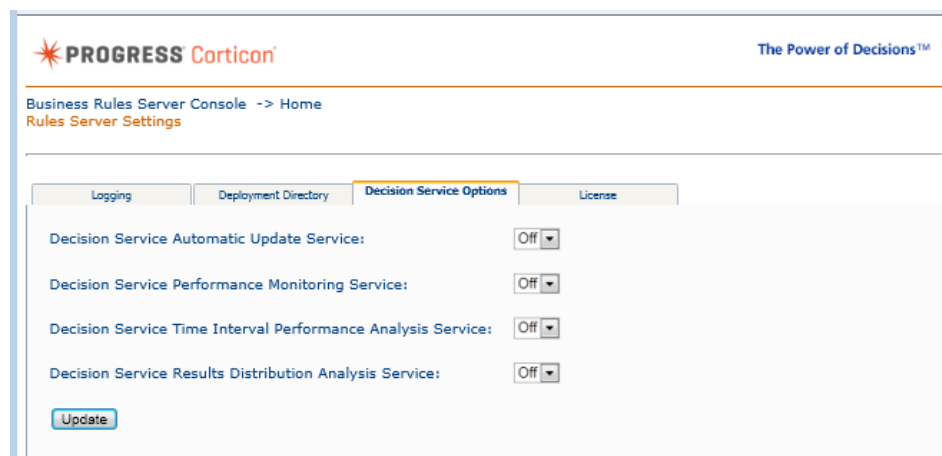 PROGRESS Corticon
The Power of Decisions™
Business Rules Server Console -> Home
Rules Server Settings
Logging
Deployment Directory
Decision Service Options
License
Decision Service Automatic Update Service: Off
Decision Service Performance Monitoring Service: Off
Decision Service Time Interval Performance Analysis Service: Off
Decision Service Results Distribution Analysis Service: Off
Update